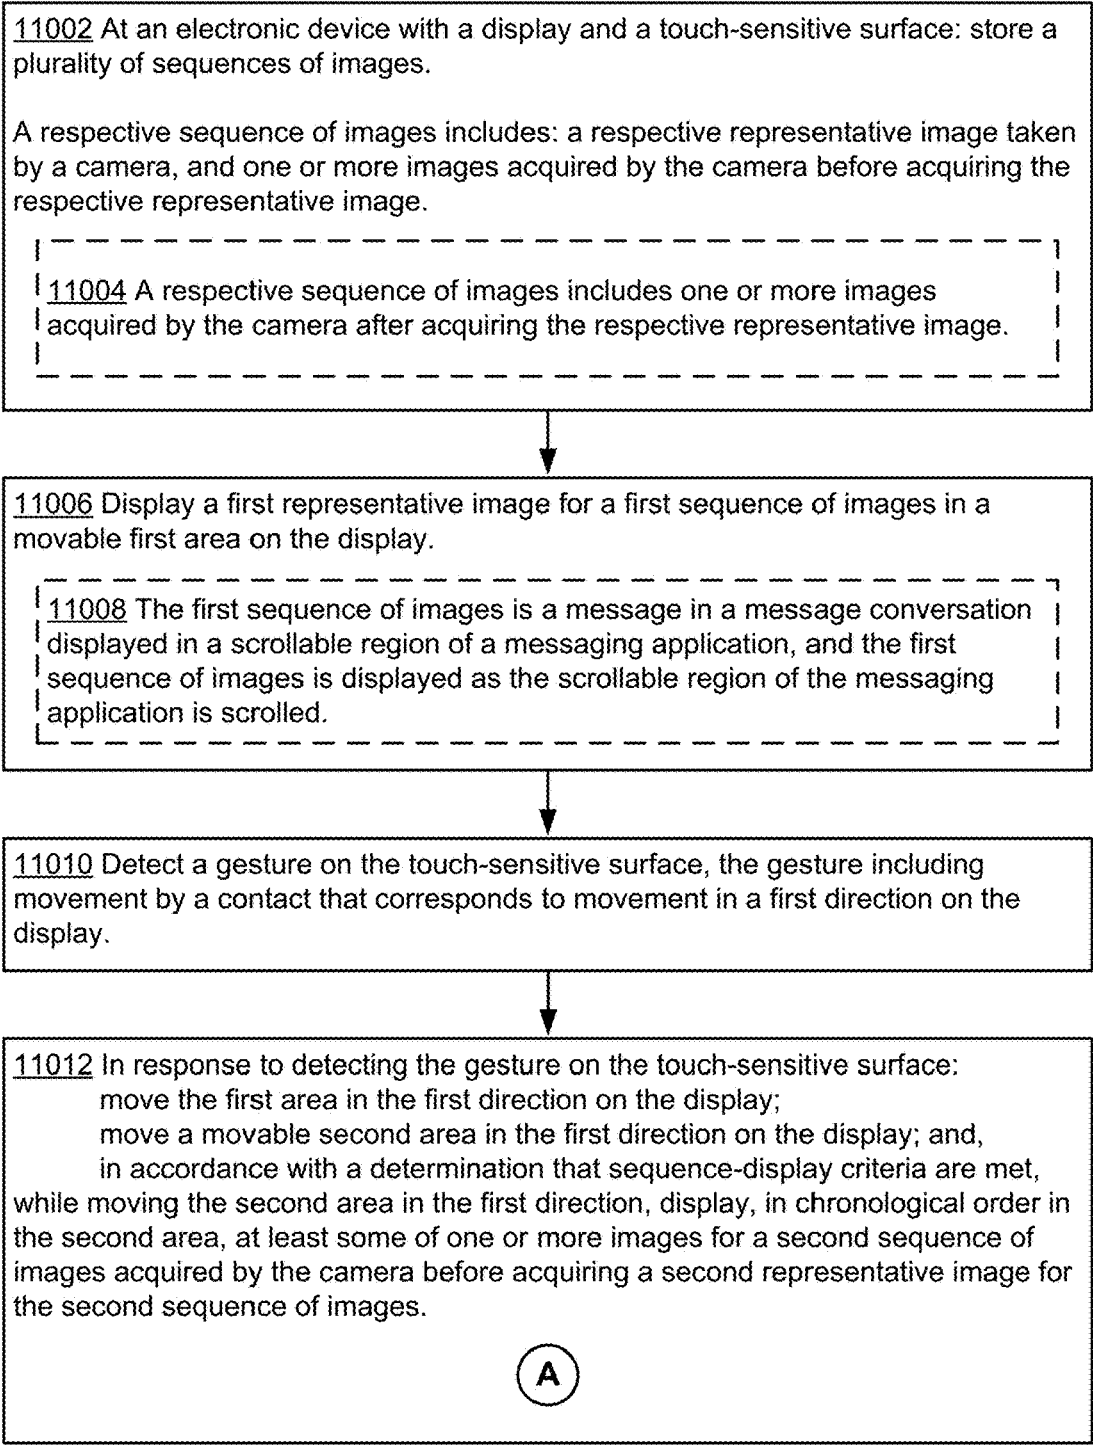 11002 At an electronic device with a display and a touch-sensitive surface: store a
plurality of sequences of images.
A respective sequence of images includes: a respective representative image taken
by a camera, and one or more images acquired by the camera before acquiring the
respective representative image.
11004 A respective sequence of images includes one or more images
acquired by the camera after acquiring the respective representative image.
11006 Display a first representative image for a first sequence of images in a
movable first area on the display.
11008 The first sequence of images is a message in a message conversation
displayed in a scrollable region of a messaging application, and the first
sequence of images is displayed as the scrollable region of the messaging
application is scrolled.
11010 Detect a gesture on the touch-sensitive surface, the gesture including
movement by a contact that corresponds to movement in a first direction on the
display.
11012 In response to detecting the gesture on the touch-sensitive surface:
move the first area in the first direction on the display;
move a movable second area in the first direction on the display; and,
in accordance with a determination that sequence-display criteria are met,
while moving the second area in the first direction, display, in chronological order in
the second area, at least some of one or more images for a second sequence of
images acquired by the camera before acquiring a second representative image for
the second sequence of images.
A